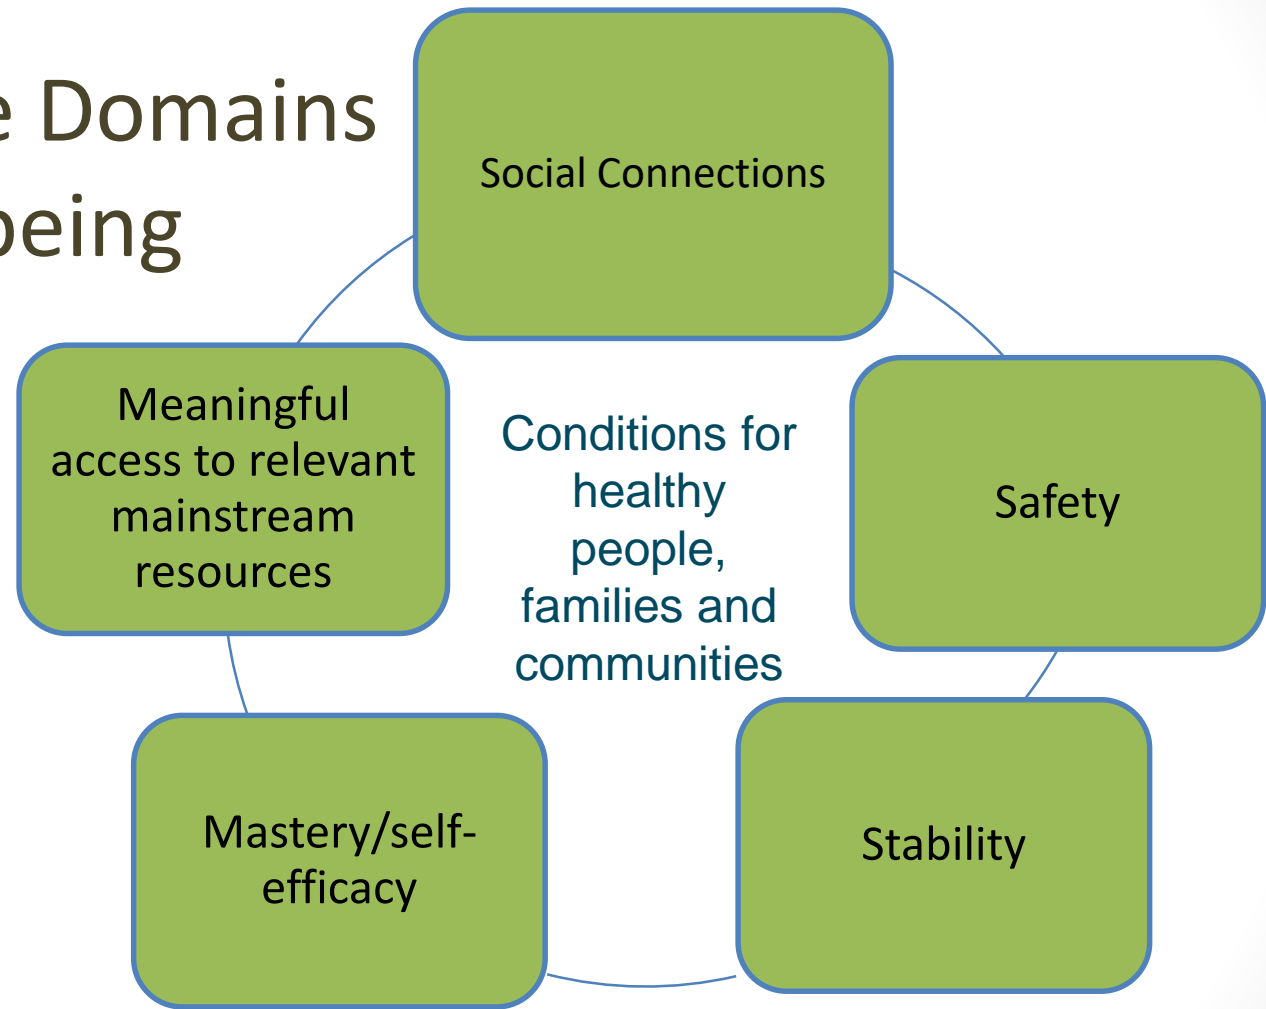 Domains
being
Social Connections
Meaningful
access to relevant
mainstream
resources
Conditions for
healthy
people,
families and
communities
Safety
Mastery/self-
efficacy
Stability